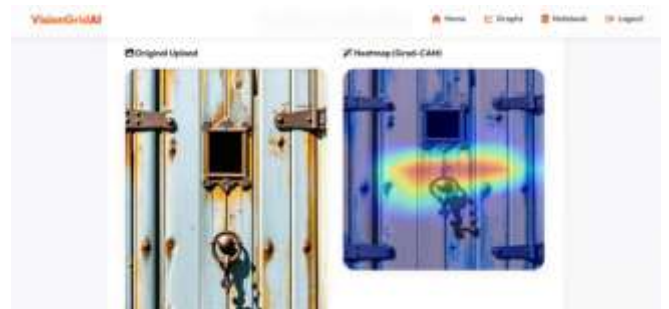 VisionGridAI
Home Graphs Notebook Logout
Original Upload
Heatmap (Grad-CAM)